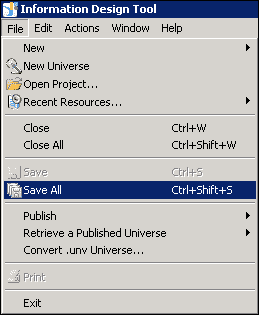 Information Design Tool
File Edit Actions Window Help
New
New Universe
Open Project...
Recent Resources...
Close Ctrl+W
Close All Ctrl+Shift+W
Save Ctrl+S
Save All Ctrl+Shift+S
Publish
Retrieve a Published Universe
Convert .unv Universe...
Print
Exit